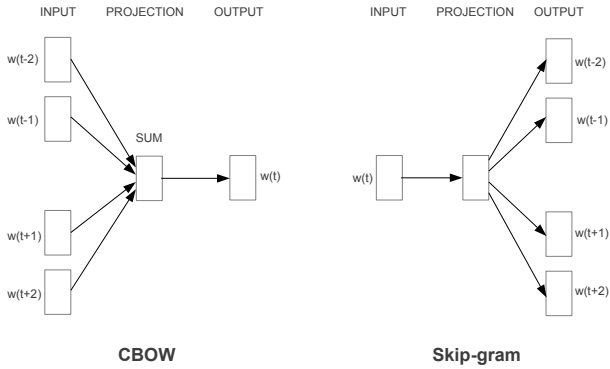 INPUT PROJECTION OUTPUT
w(t-2)
w(t-1)
SUM
w(t)
w(t+1)
w(t+2)
CBOW
INPUT PROJECTION OUTPUT
w(t-2)
w(t-1)
w(t)
w(t+1)
w(t+2)
Skip-gram